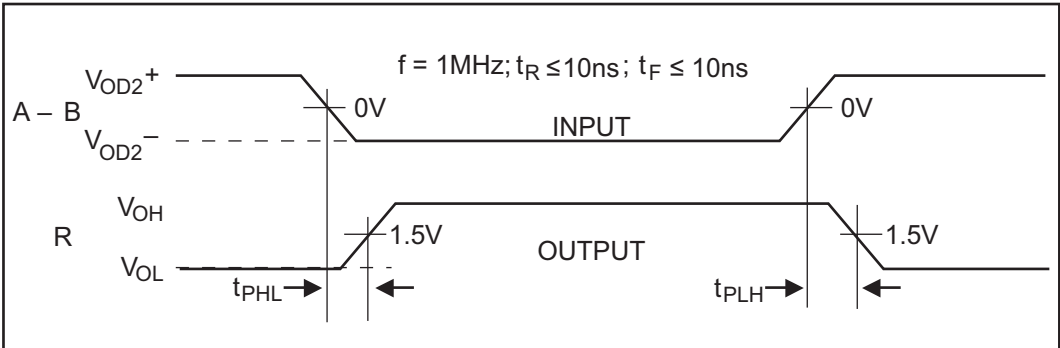 f = 1MHz; tR ≤10ns; tF ≤ 10ns
VOD2+
A – B
0V
0V
INPUT
VOD2–
VOH
R
1.5V
1.5V
OUTPUT
VOL
tPHL
tPLH